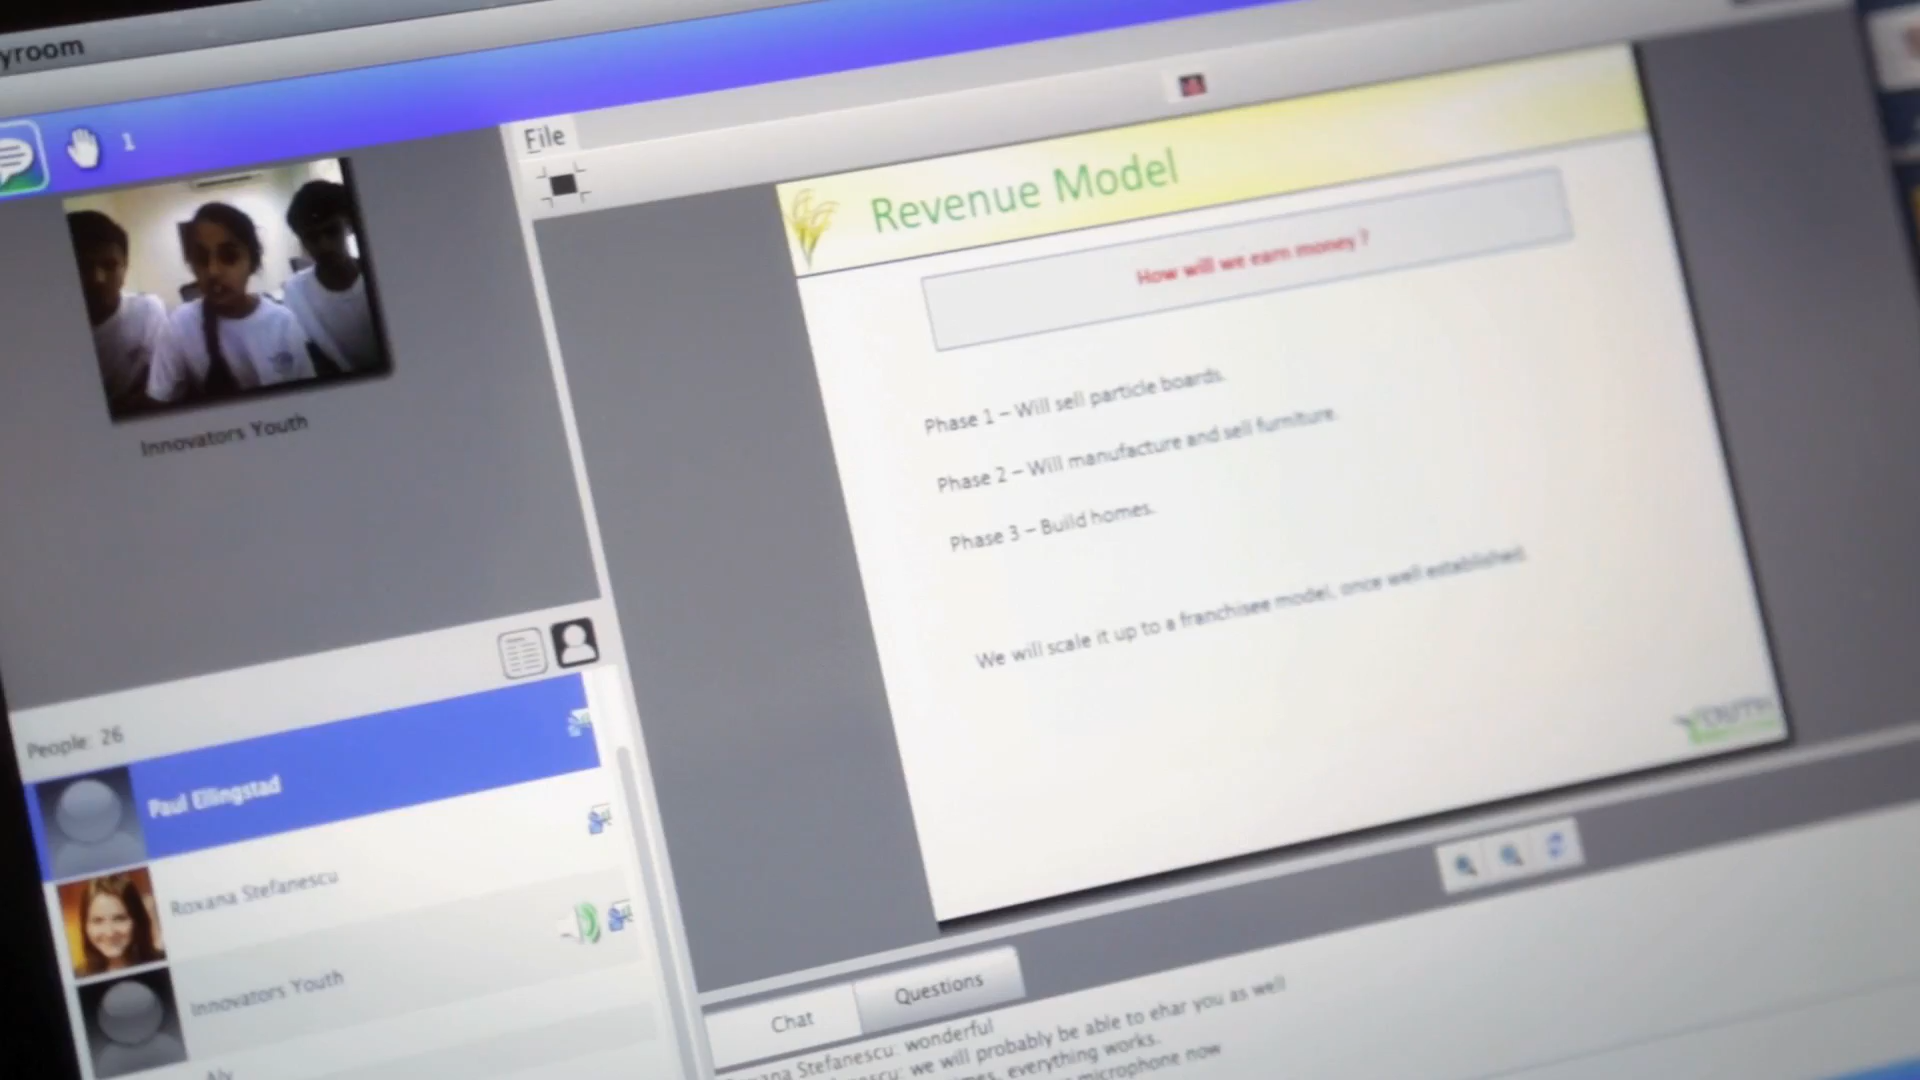 yroom
1
File
Revenue Model
How will we earn money ?
Phase 1 – Will sell particle boards.
Phase 2 – Will manufacture and sell furniture.
Phase 3 – Build homes.
We will scale it up to a franchisee model, once well established.
Innovators Youth
People: 26
Paul Ellingstad
Roxana Stefanescu
Innovators Youth
Aly
Chat
Questions
Stefanescu: wonderful
nescu: we will probably be able to ehar you as well
mes, everything works.
microphone now